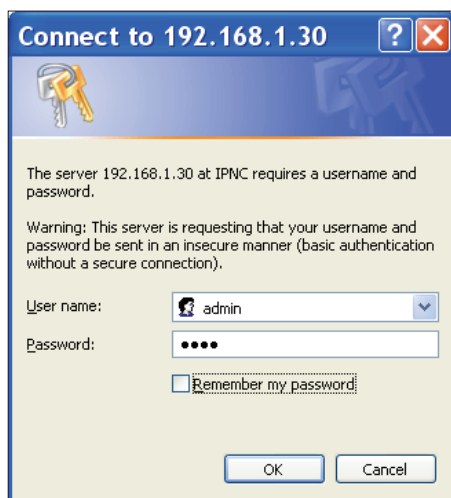 Connect to 192.168.1.30
The server 192.168.1.30 at IPNC requires a username and
password.
Warning: This server is requesting that your username and
password be sent in an insecure manner (basic authentication
without a secure connection).
User name:
admin
Password:
••••
Remember my password
OK
Cancel